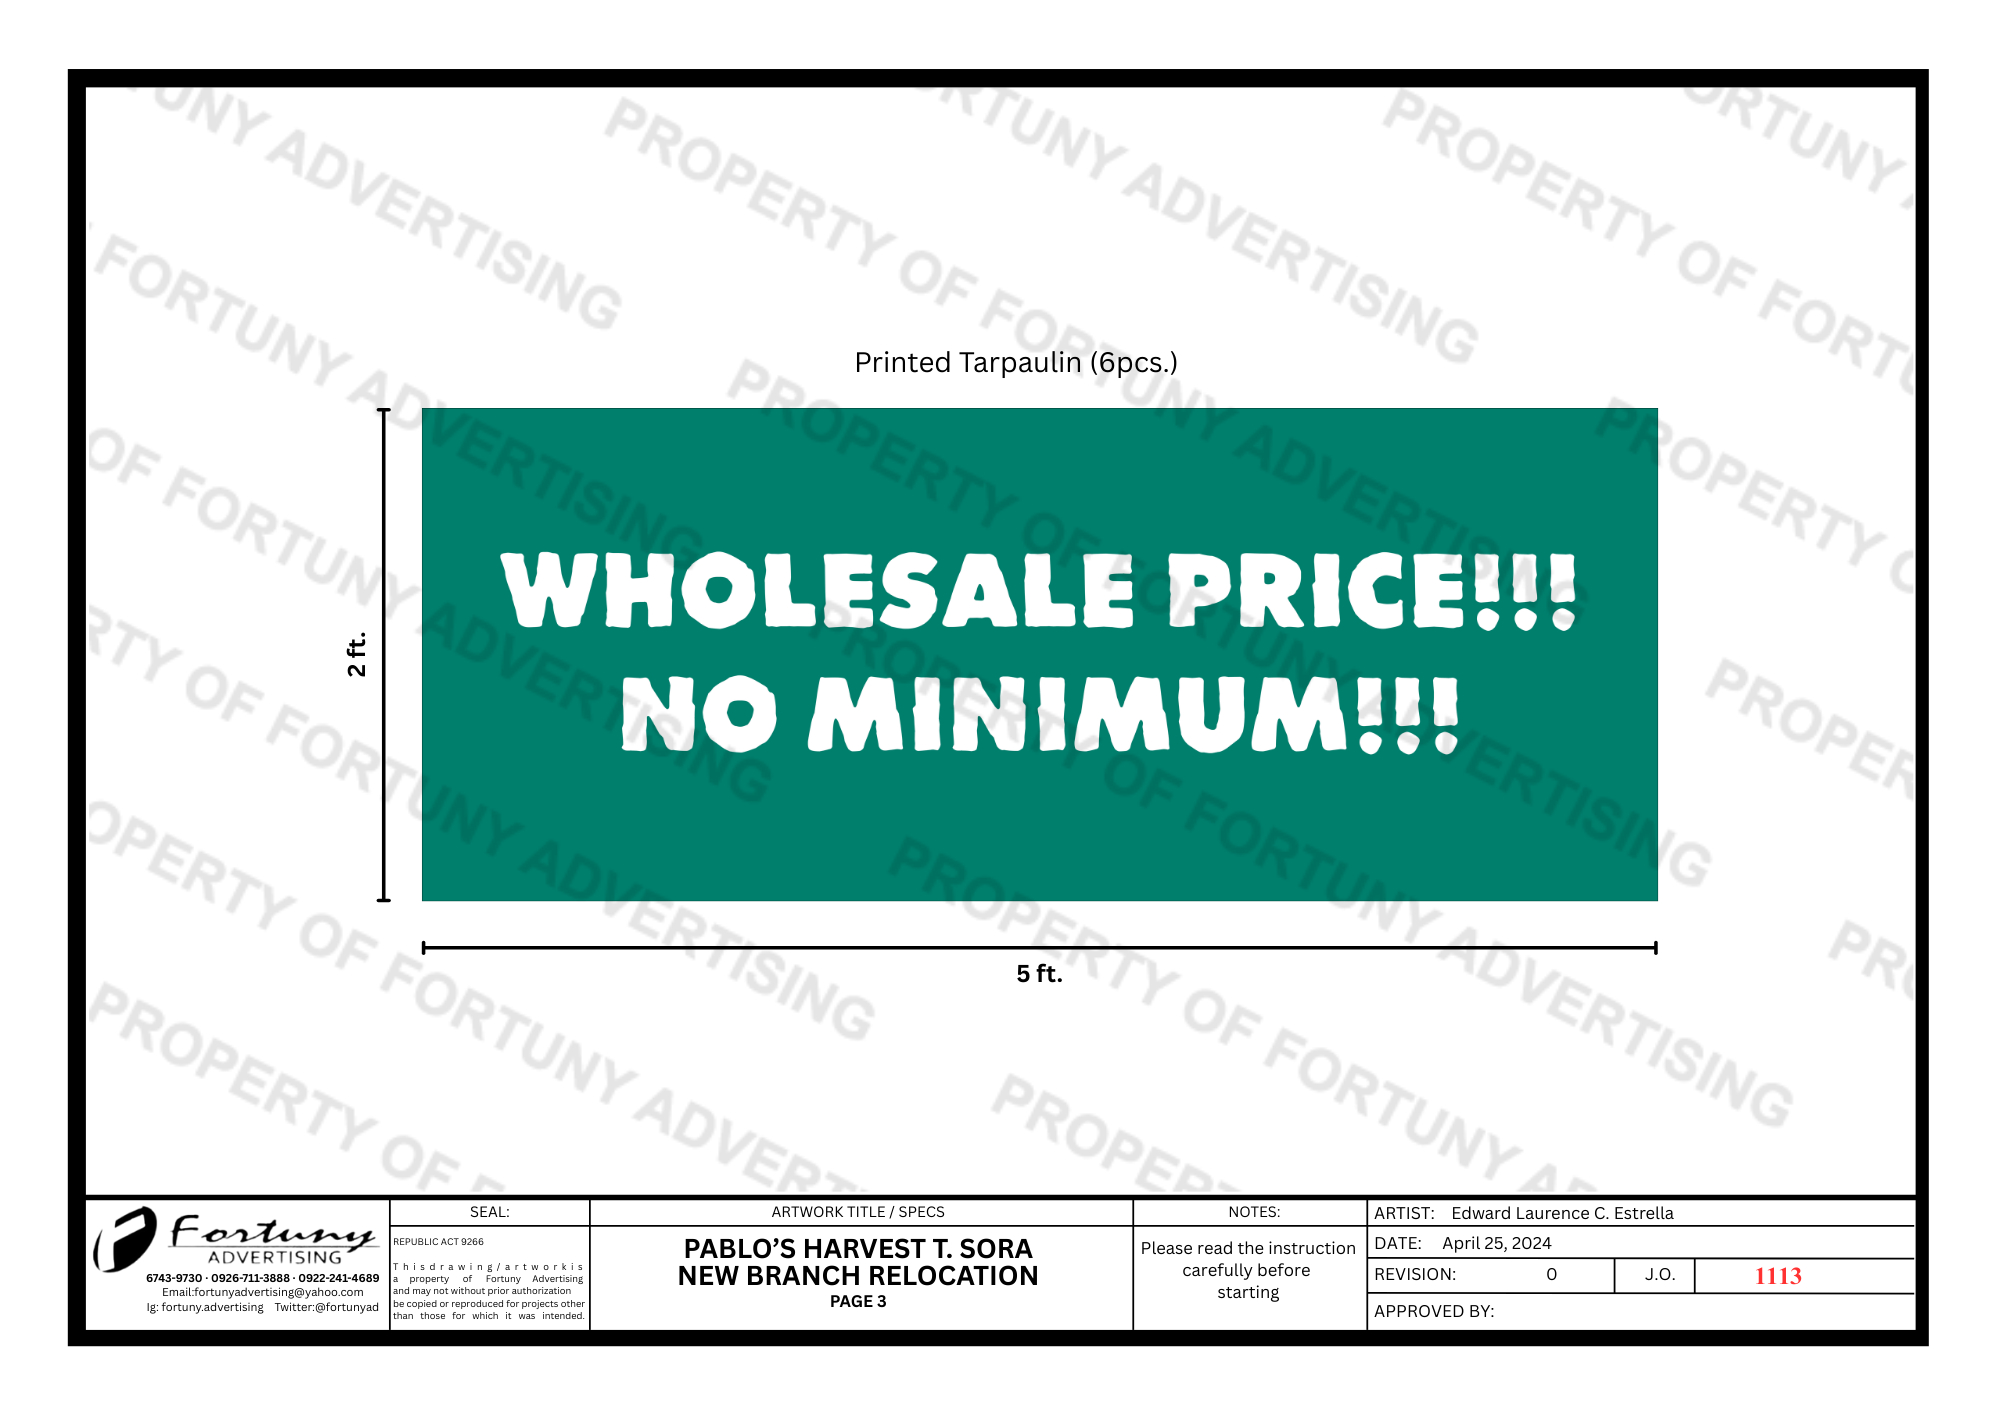 Printed Tarpaulin (6pcs.)
WHOLESALE PRICE!!!
NO MINIMUM!!!
2 ft.
5 ft.
Fortuny
ADVERTISING
6743-9730 · 0926-711-3888 · 0922-241-4689
Email:fortunyadvertising@yahoo.com
Ig: fortuny.advertising Twitter:@fortunyad
SEAL:
REPUBLIC ACT 9266
This drawing/artwork is
a property of Fortuny Advertising
and may not without prior authorization
be copied or reproduced for projects other
than those for which it was intended.
ARTWORK TITLE / SPECS
PABLO’S HARVEST T. SORA
NEW BRANCH RELOCATION
PAGE 3
NOTES:
Please read the instruction
carefully before
starting
ARTIST: Edward Laurence C. Estrella
DATE: April 25, 2024
REVISION: 0 J.O. 1113
APPROVED BY:
PROPERTY OF FORTUNY ADVERTISING